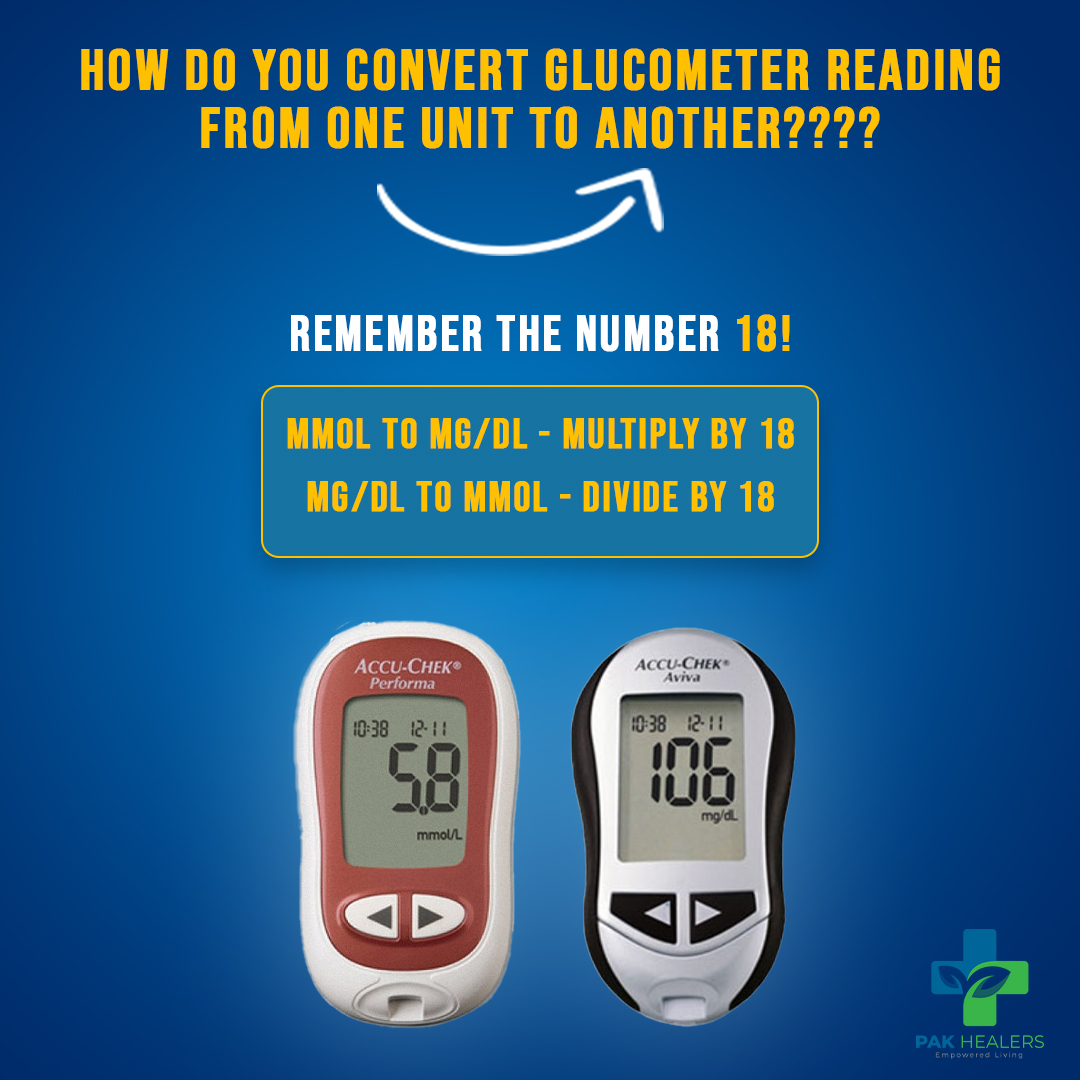 HOW DO YOU CONVERT GLUCOMETER READING
FROM ONE UNIT TO ANOTHER????
REMEMBER THE NUMBER 18!
MMOL TO MG/DL - MULTIPLY BY 18
MG/DL TO MMOL - DIVIDE BY 18
ACCU-CHEK®
Performa
10:38 12-11
5.8
mmol/L
ACCU-CHEK®
Aviva
10:38 12-11
106
mg/dL
PAK HEALERS
Empowered Living